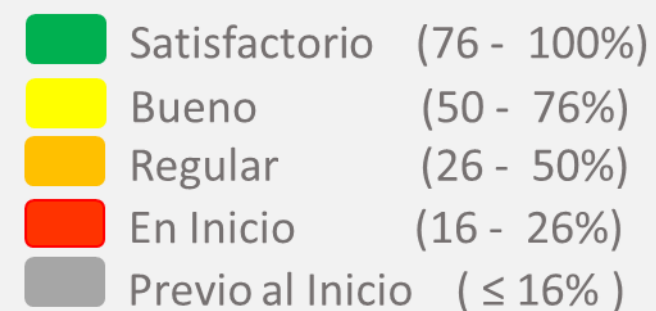 Satisfactorio (76 - 100%)
Bueno (50 - 76%)
Regular (26 - 50%)
En Inicio (16 - 26%)
Previo al Inicio ( ≤ 16% )